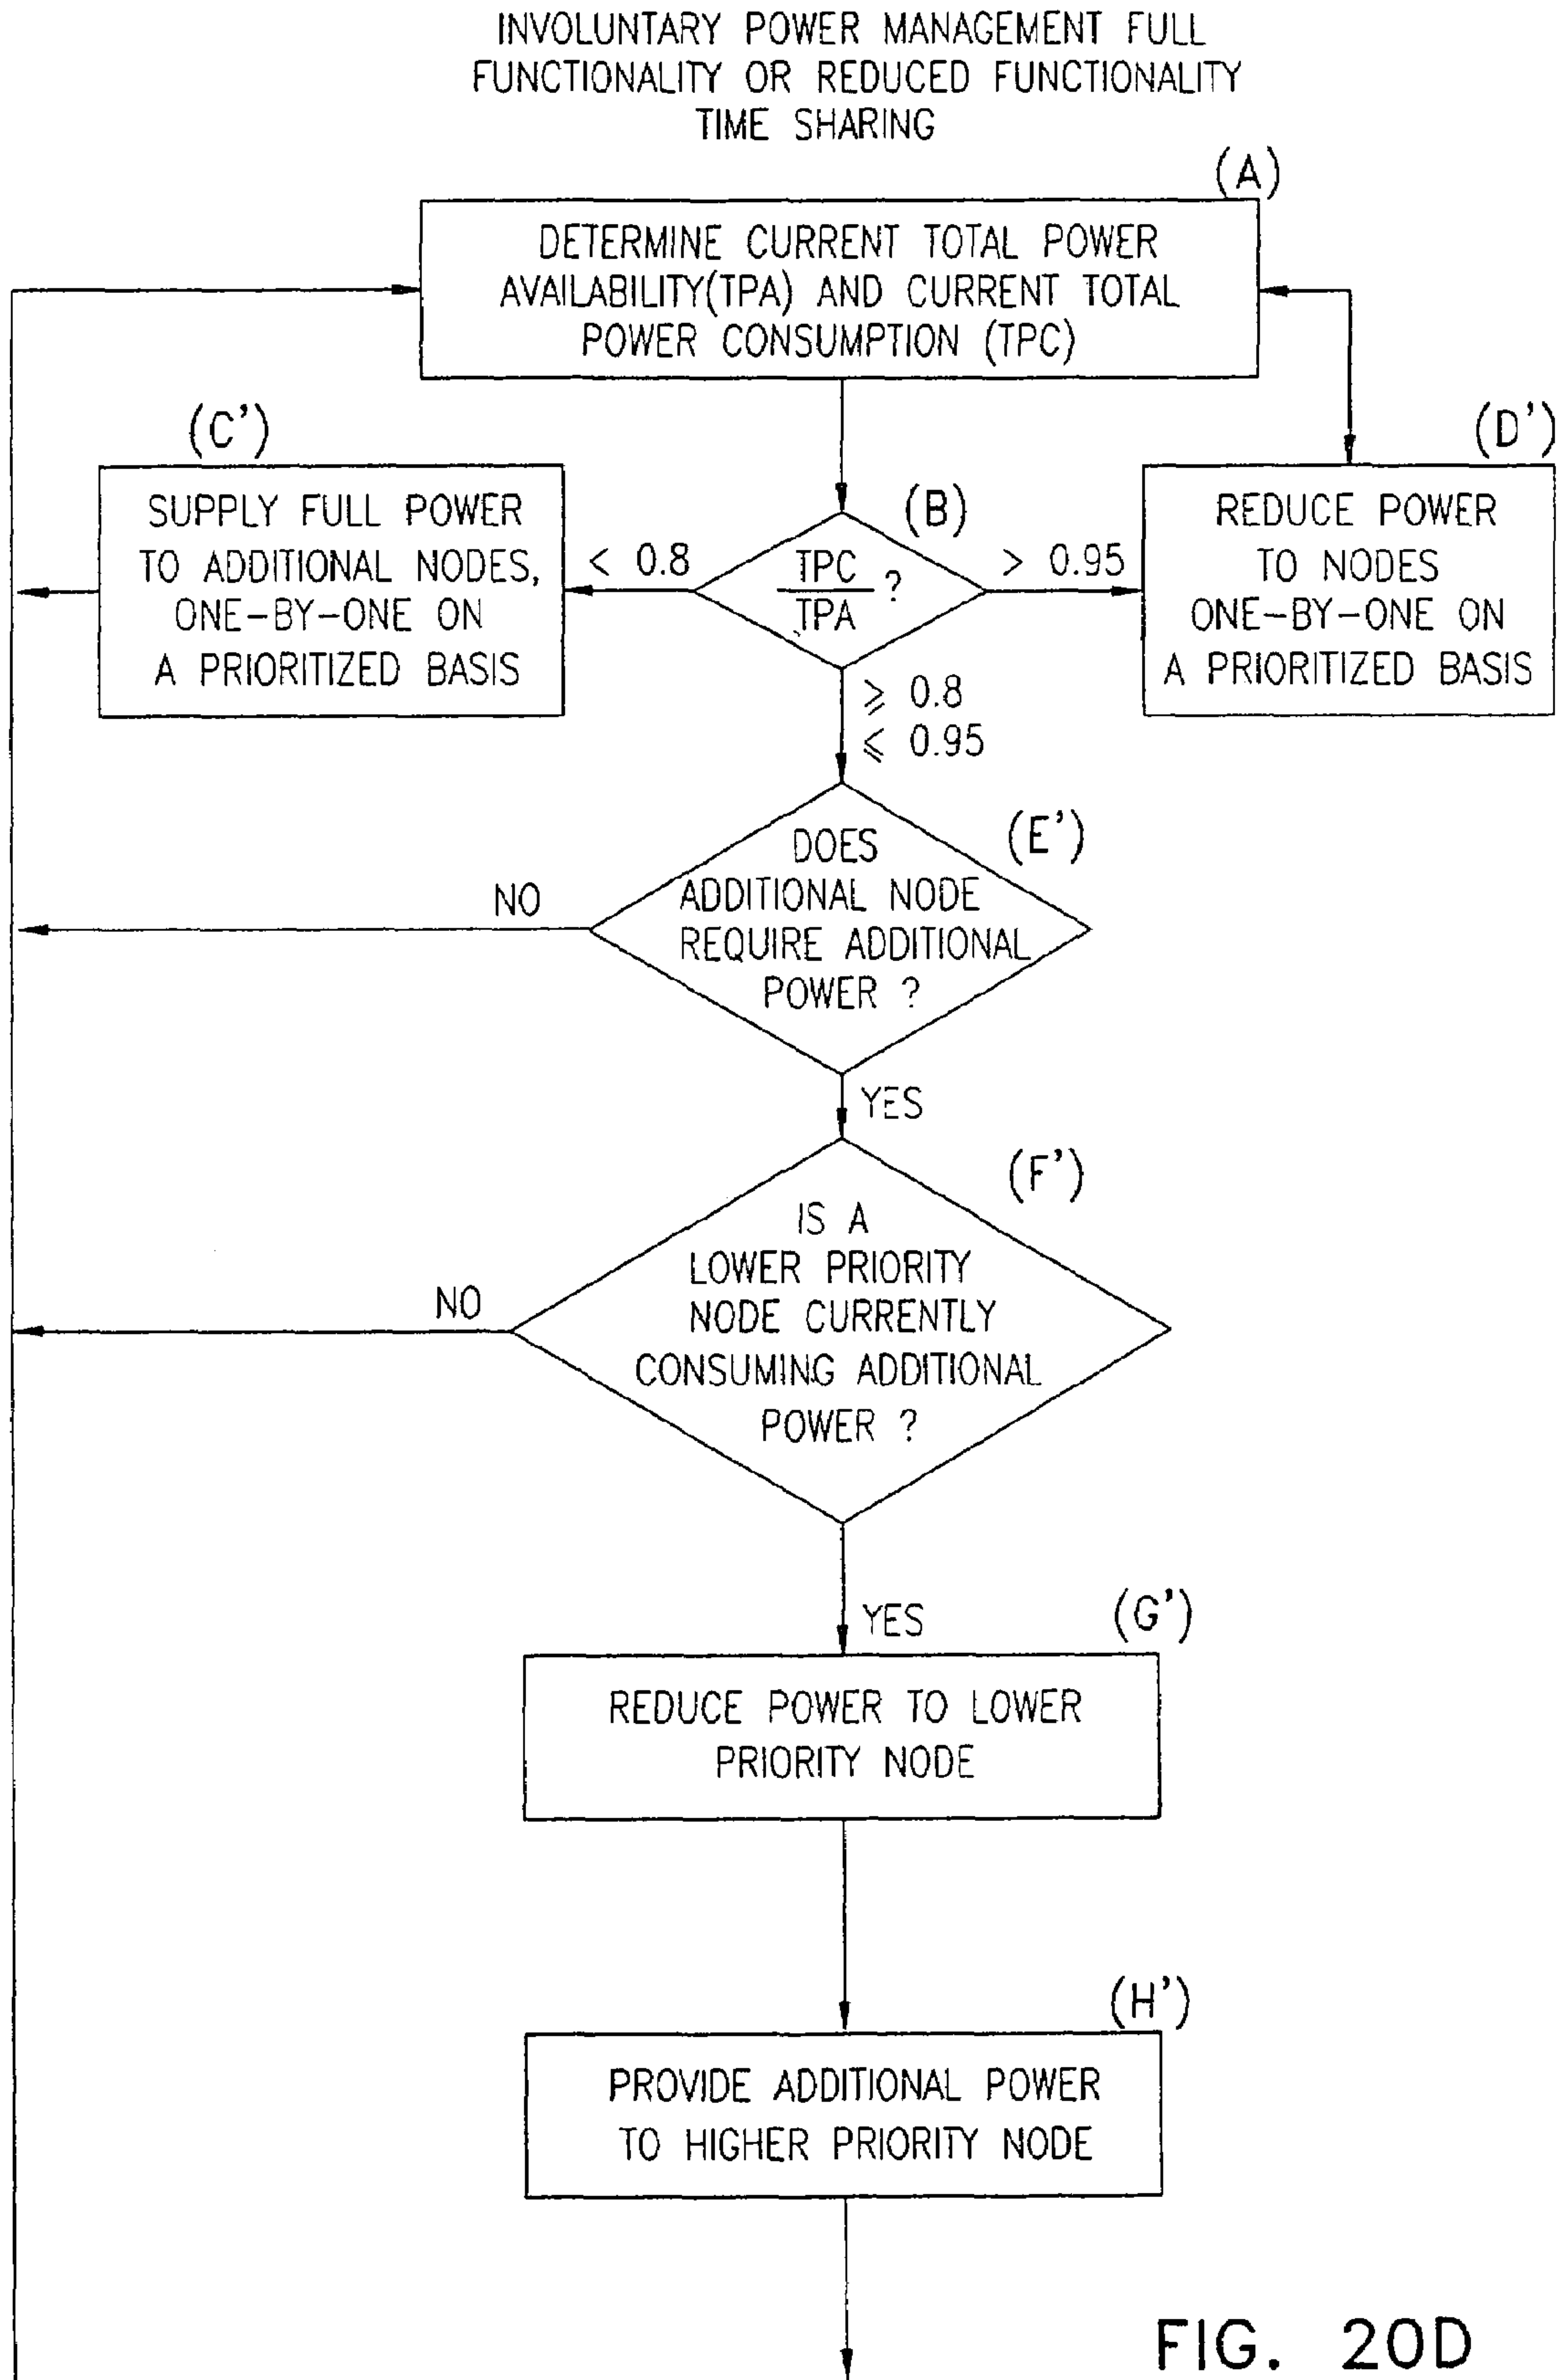 INVOLUNTARY POWER MANAGEMENT FULL
FUNCTIONALITY OR REDUCED FUNCTIONALITY
TIME SHARING
(A)
DETERMINE CURRENT TOTAL POWER
AVAILABILITY(TPA) AND CURRENT TOTAL
POWER CONSUMPTION (TPC)
(C')
SUPPLY FULL POWER
TO ADDITIONAL NODES,
ONE-BY-ONE ON
A PRIORITIZED BASIS
< 0.8
(B)
TPC
TPA
?
> 0.95
(D')
REDUCE POWER
TO NODES
ONE-BY-ONE ON
A PRIORITIZED BASIS
⩾ 0.8
⩽ 0.95
(E')
DOES
ADDITIONAL NODE
REQUIRE ADDITIONAL
POWER ?
NO
YES
(F')
IS A
LOWER PRIORITY
NODE CURRENTLY
CONSUMING ADDITIONAL
POWER ?
NO
YES
(G')
REDUCE POWER TO LOWER
PRIORITY NODE
(H')
PROVIDE ADDITIONAL POWER
TO HIGHER PRIORITY NODE
FIG. 20D